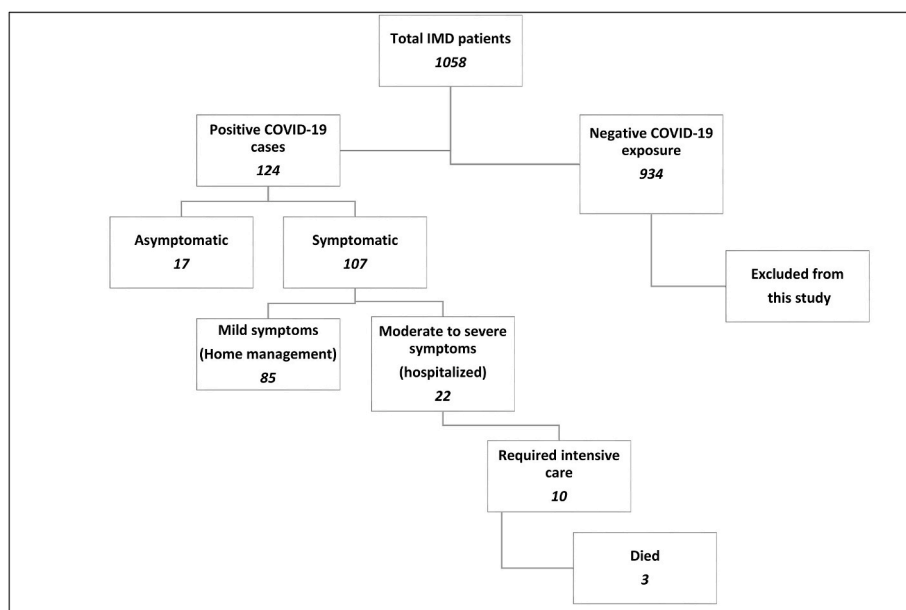 Total IMD patients
1058
Positive COVID-19
cases
124
Negative COVID-19
exposure
934
Asymptomatic
17
Symptomatic
107
Excluded from
this study
Mild symptoms
(Home management)
85
Moderate to severe
symptoms
(hospitalized)
22
Required intensive
care
10
Died
3